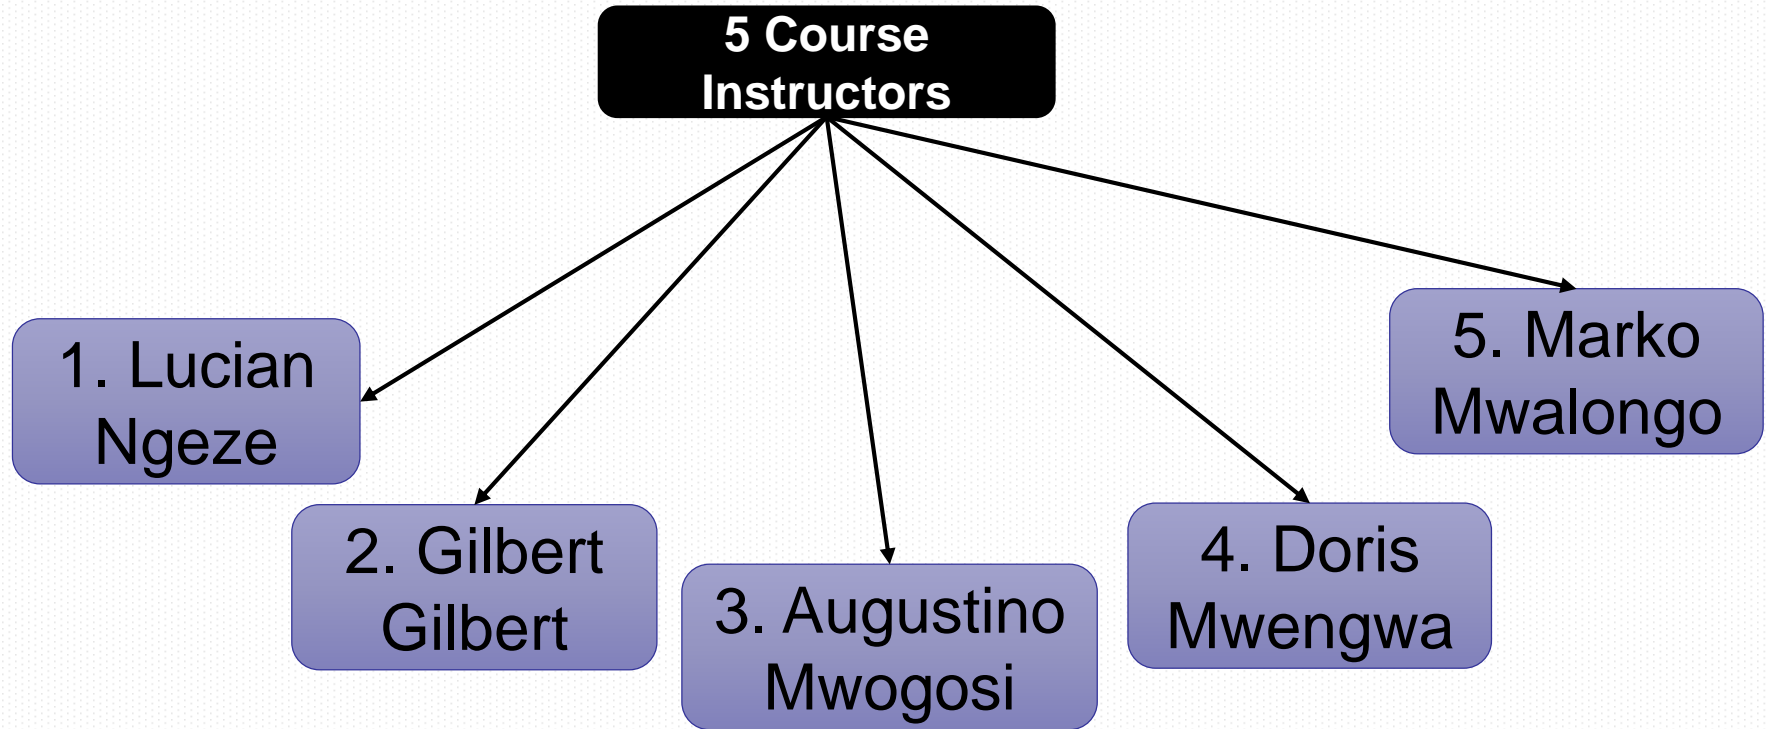 5 Course
Instructors
1. Lucian
Ngeze
2. Gilbert
Gilbert
3. Augustino
Mwogosi
4. Doris
Mwengwa
5. Marko
Mwalongo